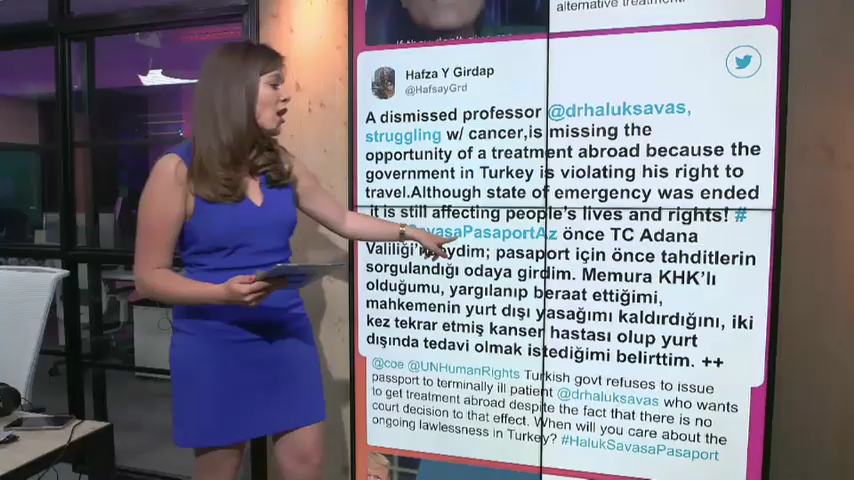 alternative treatment.
Hafza Y Girdap
@HafsayGrd
A dismissed professor @drhaluksavas,
struggling w/ cancer,is missing the
opportunity of a treatment abroad because the
government in Turkey is violating his right to
travel.Although state of emergency was ended
it is still affecting people's lives and rights! #
savasaPasaportAz önce TC Adana
Valiliği'ndeydim; pasaport için önce tahditlerin
sorgulandığı odaya girdim. Memura KHK'lı
olduğumu, yargılanıp beraat ettiğimi,
mahkemenin yurt dışı yasağımı kaldırdığını, iki
kez tekrar etmiş kanser hastası olup yurt
dışında tedavi olmak istediğimi belirttim. ++
@coe @UNHumanRights Turkish govt refuses to issue
passport to terminally ill patient @drhaluksavas who wants
to get treatment abroad despite the fact that there is no
court decision to that effect. When will you care about the
ongoing lawlessness in Turkey? #HalukSavasaPasaport